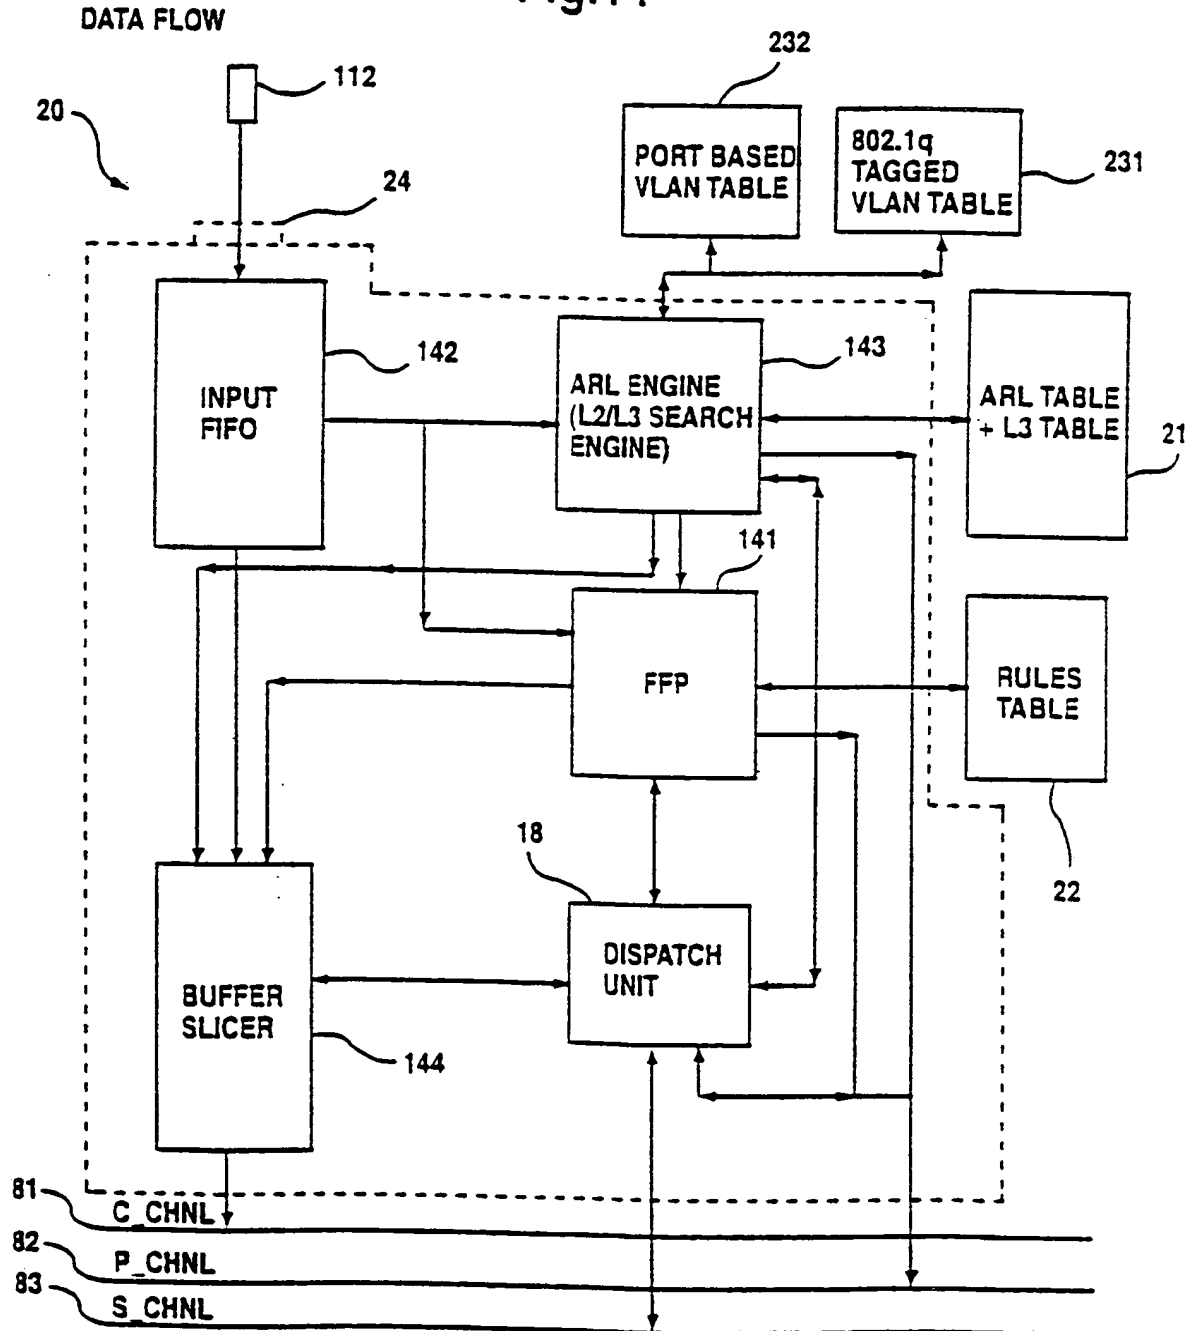 DATA FLOW
112
20
24
232
PORT BASED
VLAN TABLE
802.1q
TAGGED
VLAN TABLE
231
INPUT
FIFO
142
ARL ENGINE
(L2/L3 SEARCH
ENGINE)
143
ARL TABLE
+ L3 TABLE
21
141
FFP
RULES
TABLE
22
18
DISPATCH
UNIT
BUFFER
SLICER
144
81
C_CHNL
82
P_CHNL
83
S_CHNL